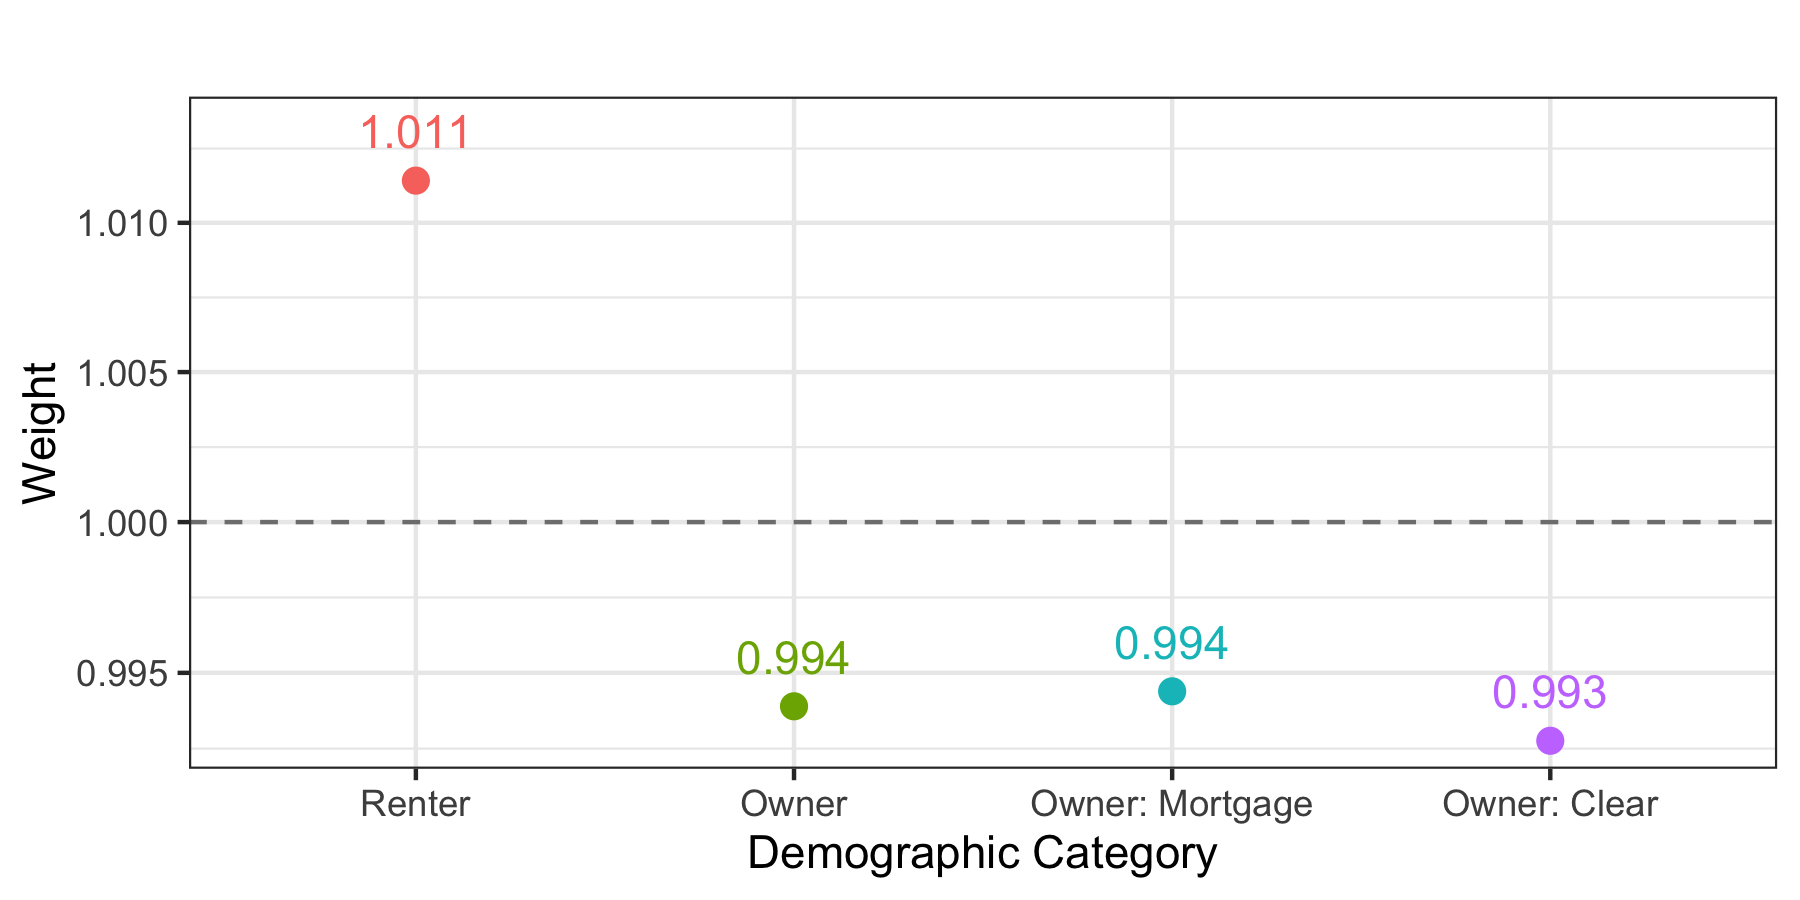 1.011
1.010
1.005
Weight
1.000
0.994
0.994
0.995
0.993
Renter
Owner
Owner: Mortgage
Owner: Clear
Demographic Category